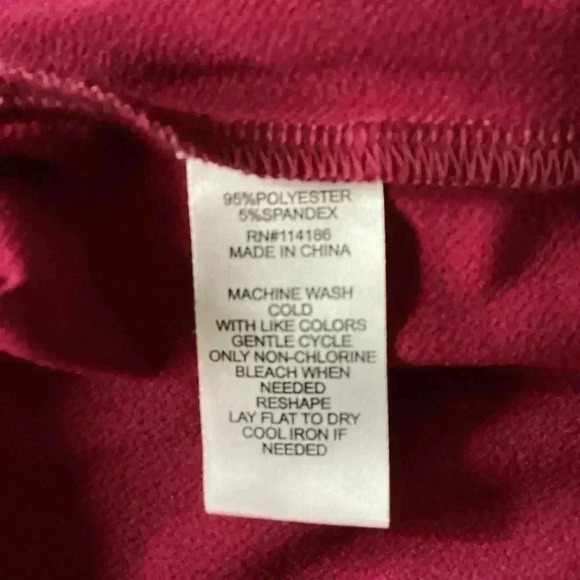 95%POLYESTER
5%SPANDEX
RN#114186
MADE IN CHINA
MACHINE WASH
COLD
WITH LIKE COLORS
GENTLE CYCLE
ONLY NON-CHLORINE
BLEACH WHEN
NEEDED
RESHAPE
LAY FLAT TO DRY
COOL IRON IF
NEEDED